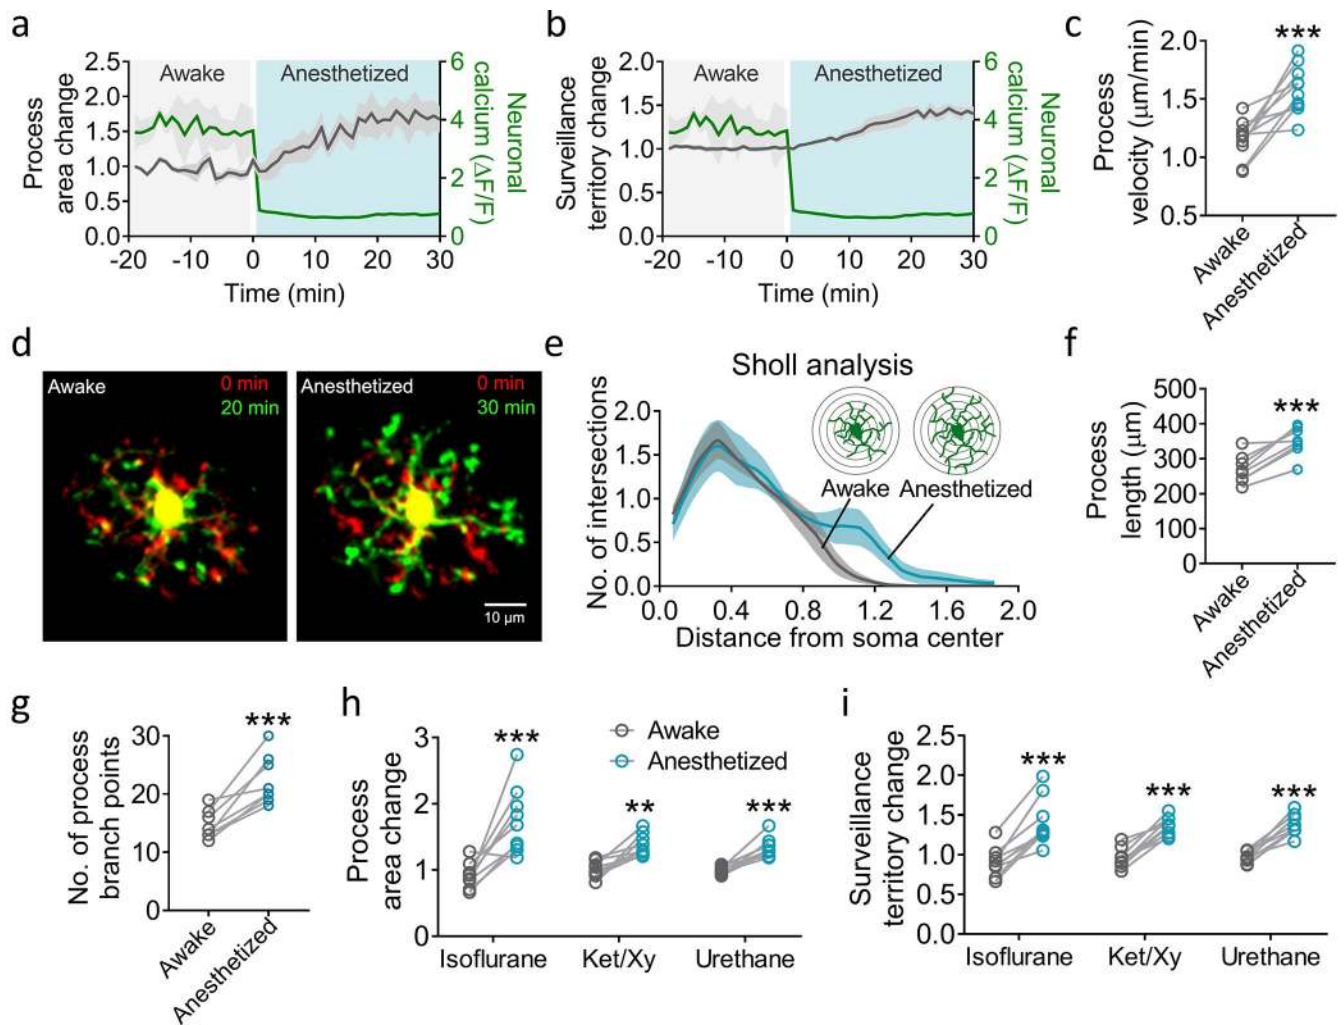 a
Process
area change
2.5
2.0
1.5
1.0
0.5
0.0
Awake
Anesthetized
6
4
2
0
Neuronal
calcium (ΔF/F)
-20
-10
0
10
20
30
Time (min)
b
Surveillance
territory change
2.0
1.5
1.0
0.5
0.0
Awake
Anesthetized
6
4
2
0
Neuronal
calcium (ΔF/F)
-20
-10
0
10
20
30
Time (min)
c
Process
velocity (μm/min)
2.0
1.5
1.0
0.5
***
Awake
Anesthetized
d
Awake
0 min
20 min
Anesthetized
0 min
30 min
10 μm
e
Sholl analysis
No. of intersections
2.0
1.5
1.0
0.5
0.0
Awake
Anesthetized
0.0
0.4
0.8
1.2
1.6
2.0
Distance from soma center
f
Process
length (μm)
500
400
300
200
100
0
***
Awake
Anesthetized
g
No. of process
branch points
30
20
10
0
***
Awake
Anesthetized
h
Process
area change
3
2
1
0
***
**
***
Awake
Anesthetized
Isoflurane
Ket/Xy
Urethane
i
Surveillance
territory change
2.5
2.0
1.5
1.0
0.5
0.0
***
***
***
Isoflurane
Ket/Xy
Urethane